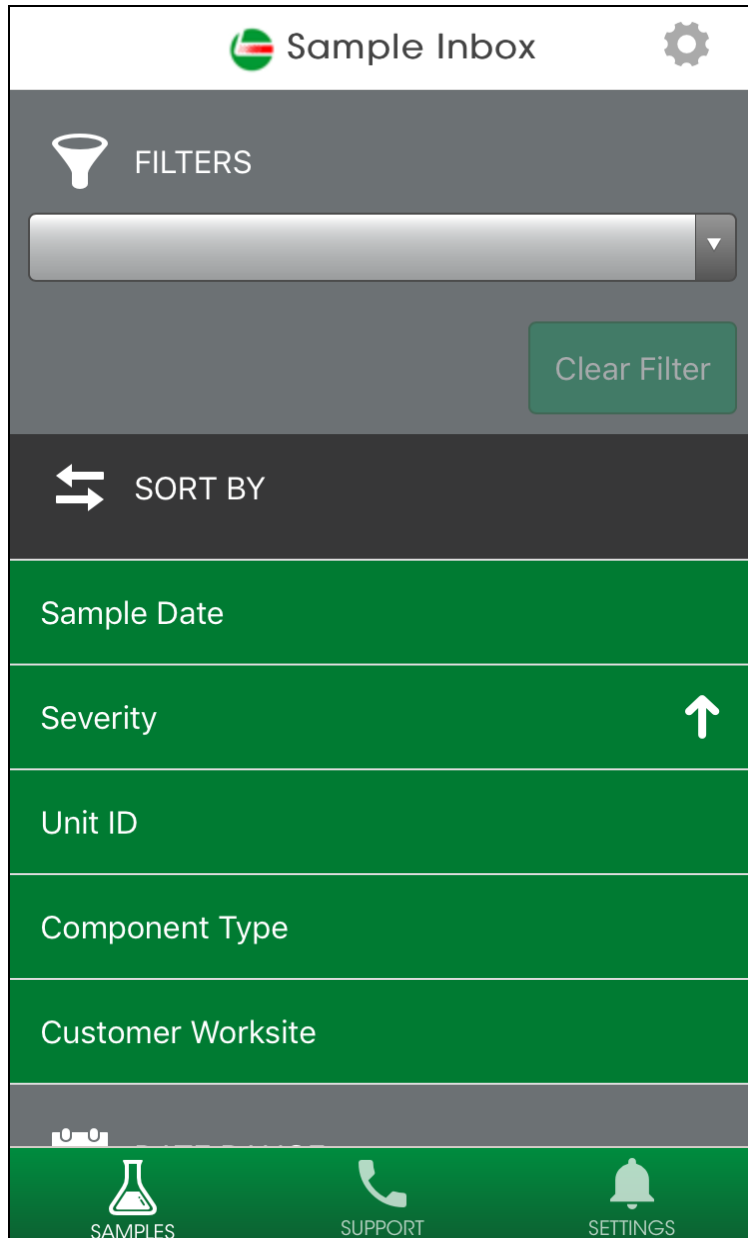 Sample Inbox
FILTERS
Clear Filter
SORT BY
Sample Date
Severity
Unit ID
Component Type
Customer Worksite
SAMPLES
SUPPORT
SETTINGS